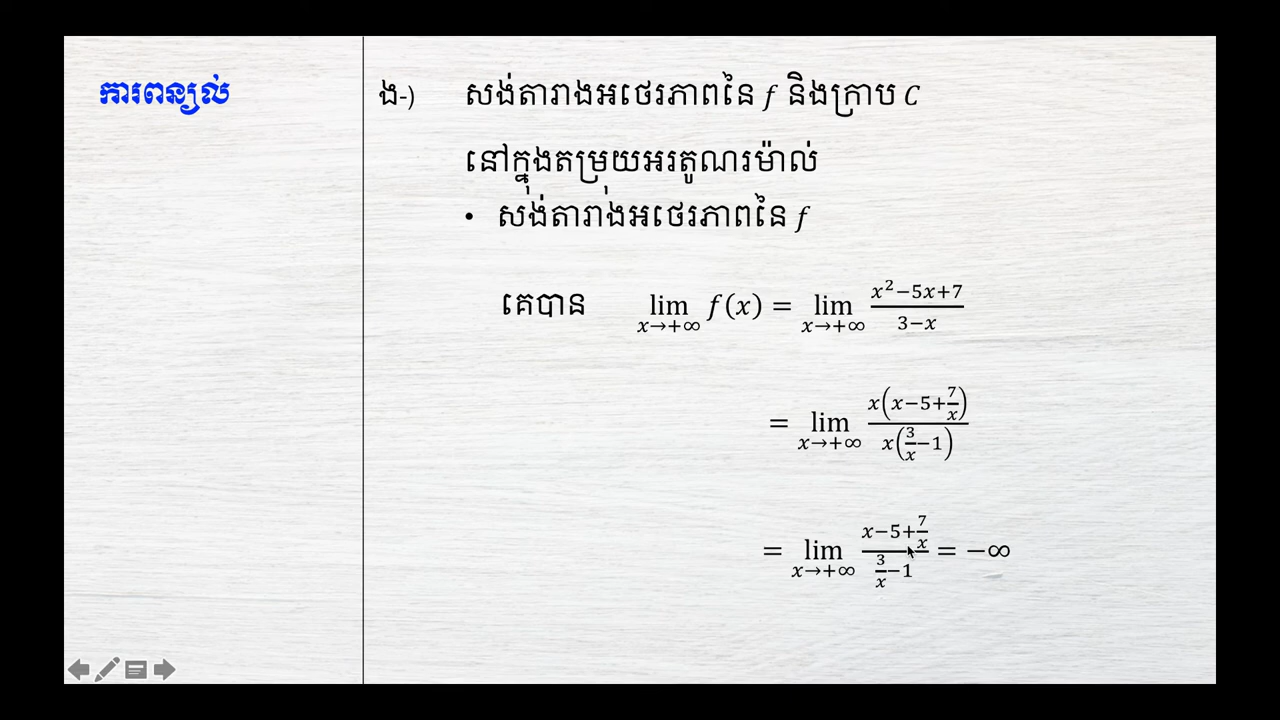 ការពន្យល់
ង-) សង់តារាងអថេរភាពនៃ f និងក្រាប C
នៅក្នុងតម្រុយអរតូណរម៉ាល់
• សង់តារាងអថេរភាពនៃ f
គេបាន lim_{x→+∞} f(x) = lim_{x→+∞} (x²−5x+7)/(3−x)
= lim_{x→+∞} x(x−5+7/x)/x(3/x−1)
= lim_{x→+∞} (x−5+7/x)/(3/x−1) = −∞